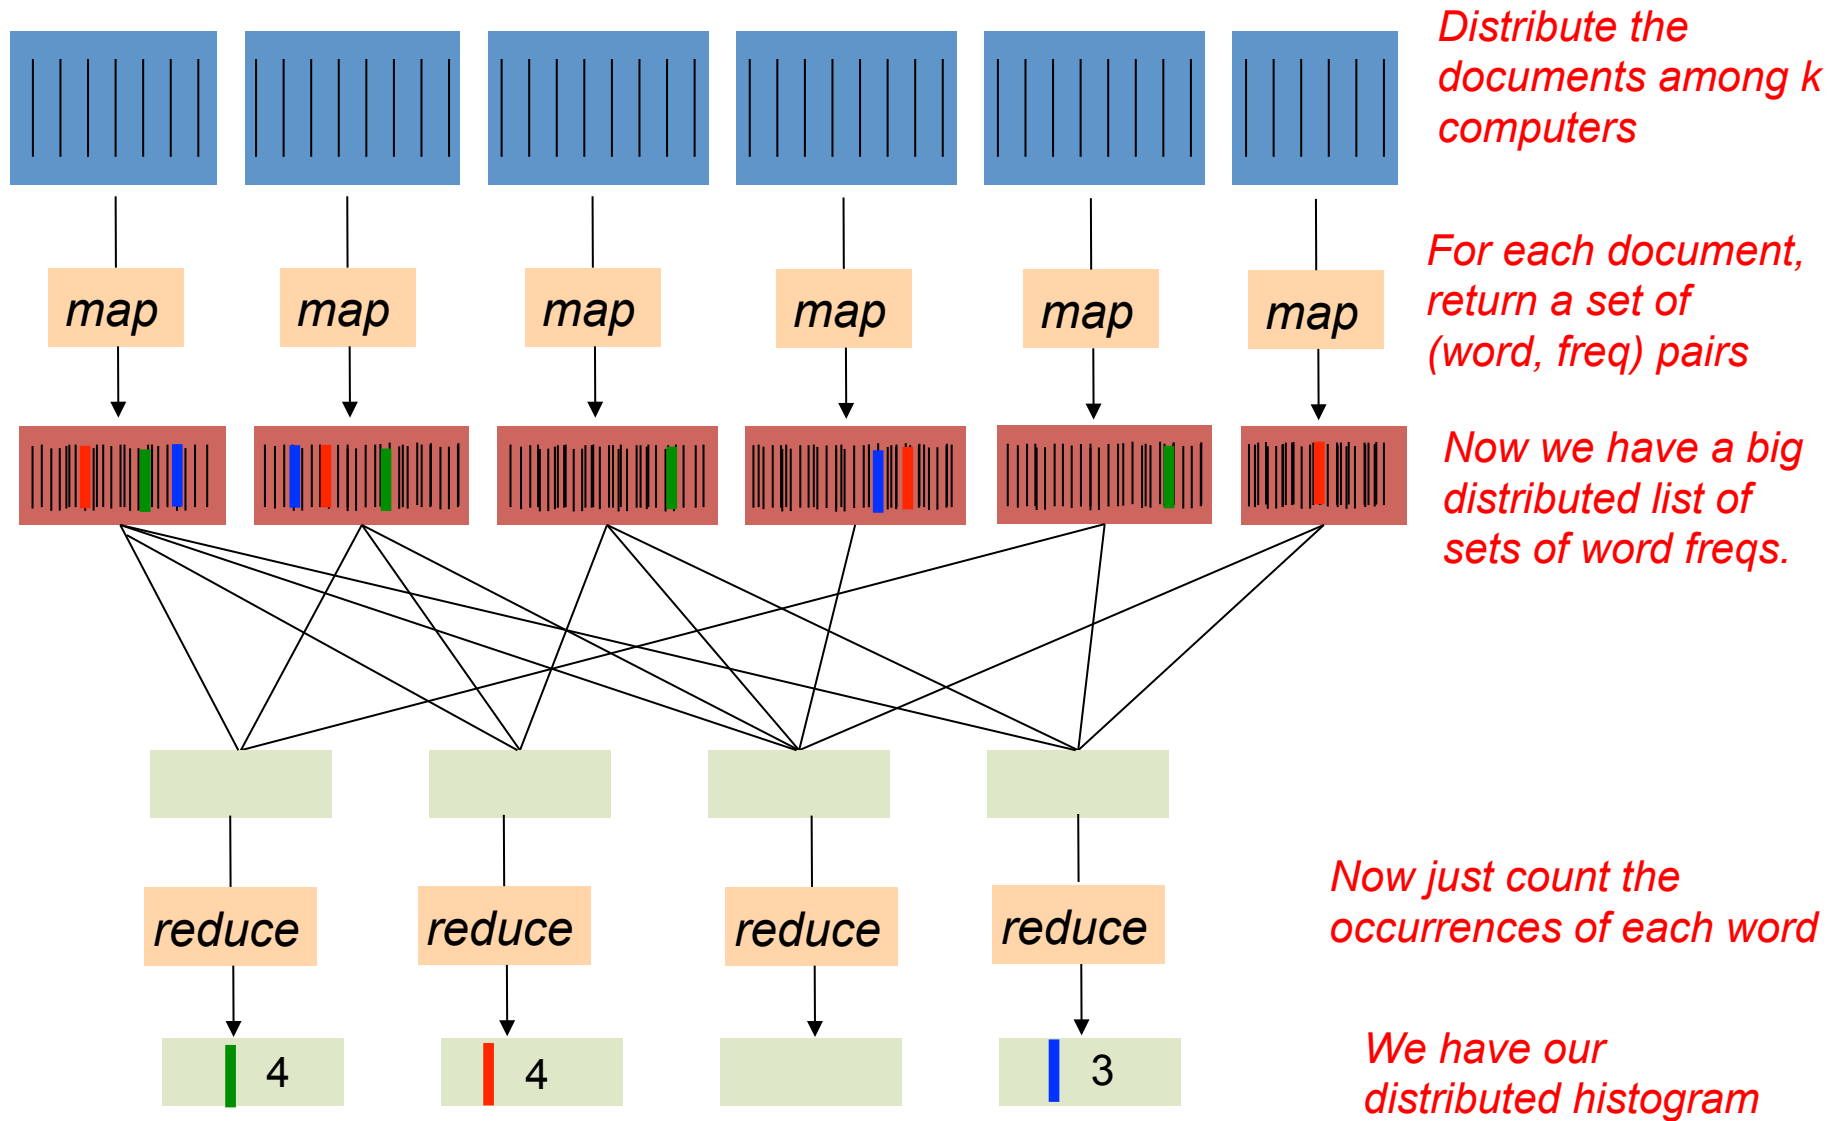 Distribute the
documents among k
computers
For each document,
return a set of
(word, freq) pairs
map
map
map
map
map
map
Now we have a big
distributed list of
sets of word freqs.
Now just count the
occurrences of each word
reduce
reduce
reduce
reduce
We have our
distributed histogram
4
4
3